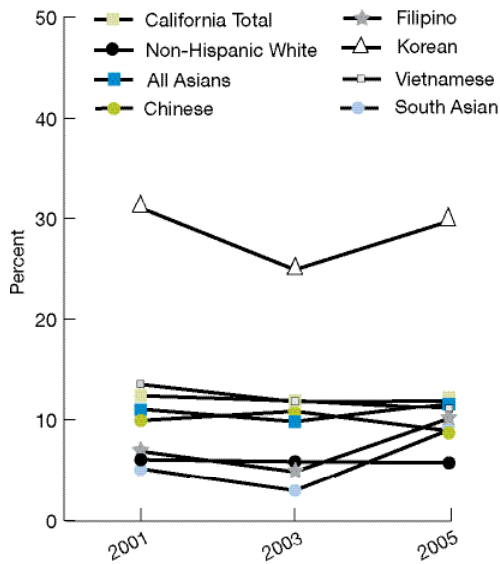 50
California Total
Filipino
Non-Hispanic White
Korean
All Asians
Vietnamese
40
Chinese
South Asian
Percent
30
20
10
0
2001
2003
2005